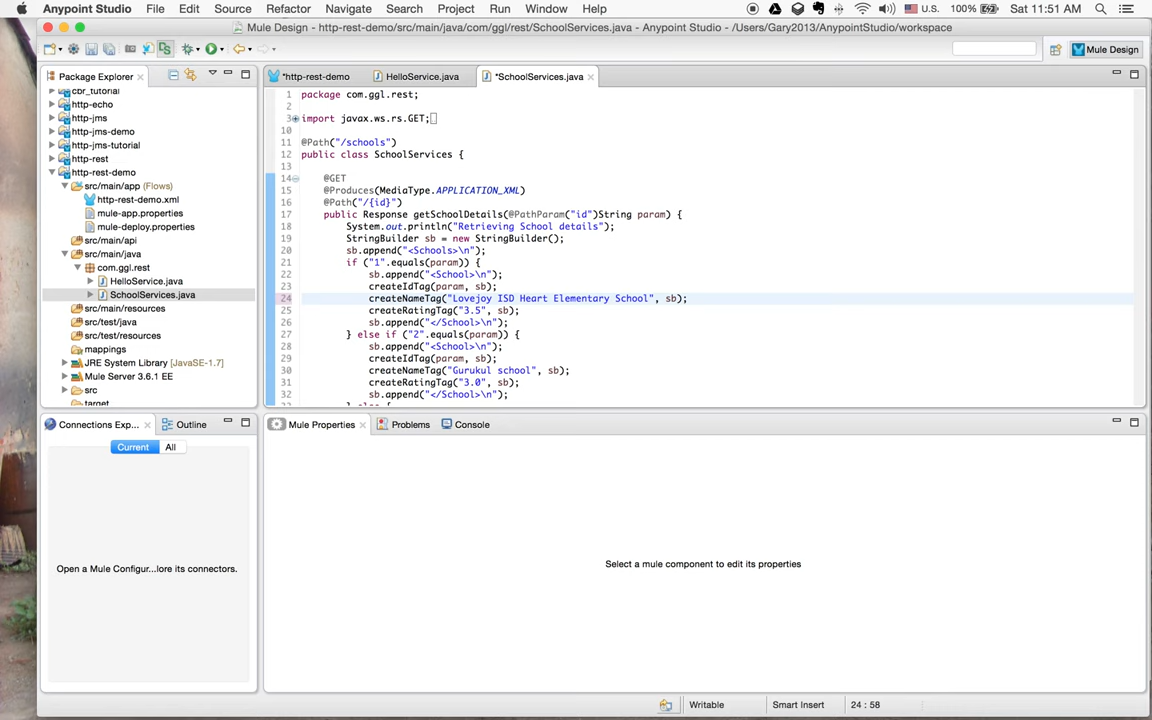 Anypoint Studio File Edit Navigate Source Refactor Search Project Run Window Help U.S. 100% Sat 11:51 AM
Mule Design - http-rest-demo/src/main/java/com/ggl/rest/SchoolServices.java - Anypoint Studio - /Users/Gary2013/AnypointStudio/workspace
Mule Design
Package Explorer
cbr_tutorial
http-echo
http-jms
http-jms-demo
http-jms-tutorial
http-rest
http-rest-demo
src/main/app (Flows)
http-rest-demo.xml
mule-app.properties
mule-deploy.properties
src/main/api
src/main/java
com.ggl.rest
HelloService.java
SchoolServices.java
src/main/resources
src/test/java
src/test/resources
mappings
JRE System Library [JavaSE-1.7]
Mule Server 3.6.1 EE
src
target
*http-rest-demo HelloService.java *SchoolServices.java
1 package com.ggl.rest;
2
3 import javax.ws.rs.GET;
10
11 @Path("/schools")
12 public class SchoolServices {
13
14 @GET
15 @Produces(MediaType.APPLICATION_XML)
16 @Path("/{id}")
17 public Response getSchoolDetails(@PathParam("id")String param) {
18 System.out.println("Retrieving School details");
19 StringBuilder sb = new StringBuilder();
20 sb.append("<Schools>\n");
21 if ("1".equals(param)) {
22 sb.append("<School>\n");
23 createIdTag(param, sb);
24 createNameTag("Lovejoy ISD Heart Elementary School", sb);
25 createRatingTag("3.5", sb);
26 sb.append("</School>\n");
27 } else if ("2".equals(param)) {
28 sb.append("<School>\n");
29 createIdTag(param, sb);
30 createNameTag("Gurukul school", sb);
31 createRatingTag("3.0", sb);
32 sb.append("</School>\n");
} else {
Connections Exp... Outline
Current All
Open a Mule Configur...lore its connectors.
Mule Properties Problems Console
Select a mule component to edit its properties
Writable Smart Insert 24 : 58